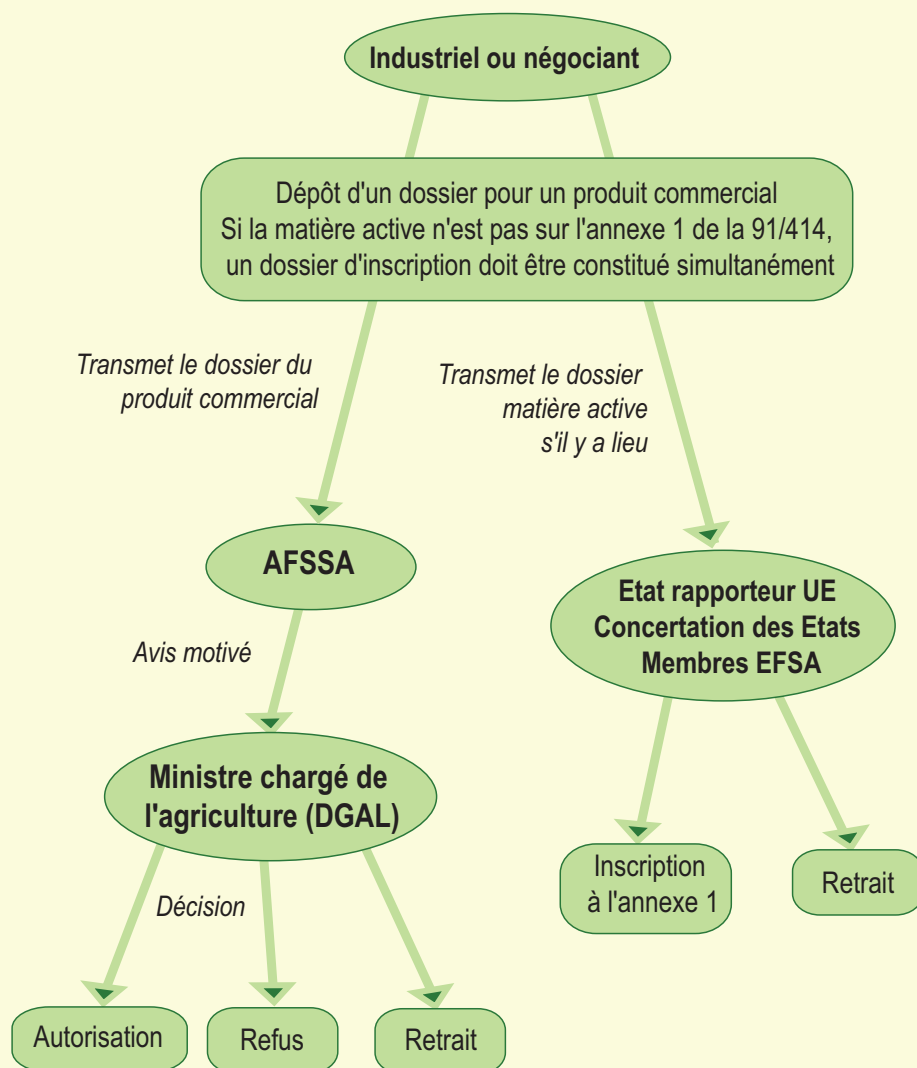 Industriel ou négociant
Dépôt d'un dossier pour un produit commercial
Si la matière active n'est pas sur l'annexe 1 de la 91/414,
un dossier d'inscription doit être constitué simultanément
Transmet le dossier du
produit commercial
Transmet le dossier
matière active
s'il y a lieu
AFSSA
Etat rapporteur UE
Concertation des Etats
Membres EFSA
Avis motivé
Ministre chargé de
l'agriculture (DGAL)
Inscription
à l'annexe 1
Retrait
Décision
Autorisation
Refus
Retrait